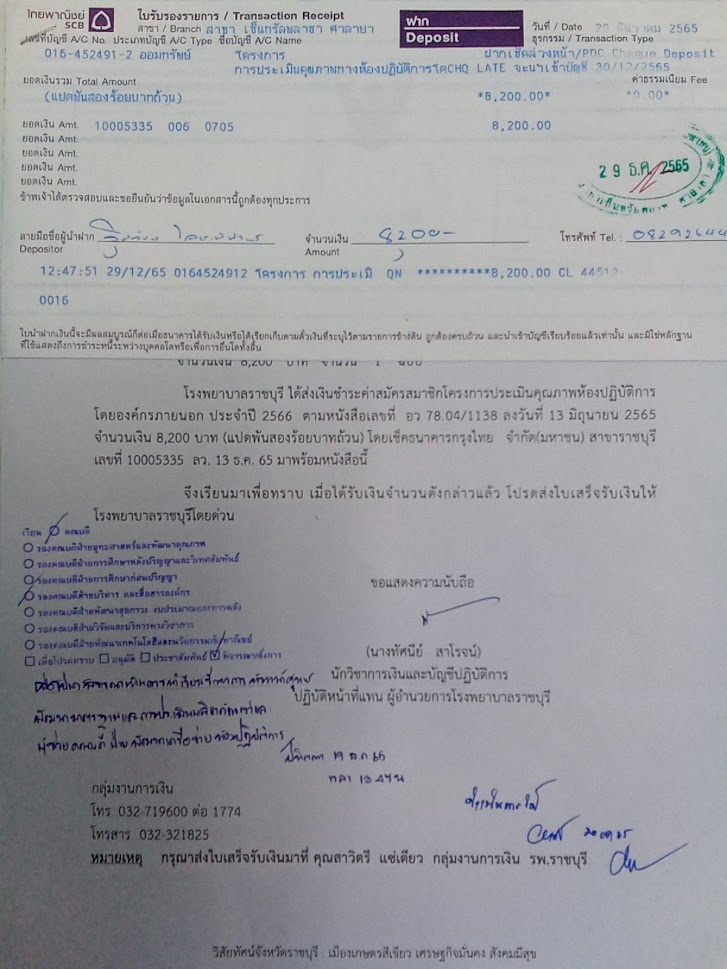 ไทยพาณิชย์
SCB
ใบรับรองรายการ / Transaction Receipt
สาขา / Branch สาขา เซ็นทรัลพลาซา ศาลายา
ฝาก
Deposit
วันที่ / Date 29 ธันวาคม 2565
เลขที่บัญชี A/C No. ประเภทบัญชี A/C Type ชื่อบัญชี A/C Name
ธุรกรรม / Transaction Type
016-452491-2 ออมทรัพย์ โครงการ
ฝากเช็คล่วงหน้า/PDC Cheque Deposit
การประเมินคุณภาพทางห้องปฏิบัติการโดCHQ LATE จะนำเข้าบัญชี 30/12/2565
ยอดเงินรวม Total Amount
ค่าธรรมเนียม Fee
(แปดพันสองร้อยบาทถ้วน) *8,200.00* *0.00*
ยอดเงิน Amt. 10005335 006 0705 8,200.00
ยอดเงิน Amt.
ยอดเงิน Amt.
ยอดเงิน Amt.
ยอดเงิน Amt.
29 ธ.ค. 2565
ข้าพเจ้าได้ตรวจสอบและขอยืนยันว่าข้อมูลในเอกสารนี้ถูกต้องทุกประการ
ลายมือชื่อผู้นำฝาก
Depositor
จำนวนเงิน 8,200-
Amount
โทรศัพท์ Tel. :
12:47:51 29/12/65 0164524912 โครงการ การประเมิ QN **********8,200.00 CL
0016
ใบนำฝากเงินนี้จะมีผลสมบูรณ์ก็ต่อเมื่อธนาคารได้รับเงินหรือได้เรียกเก็บตามตั๋วเงินที่ระบุไว้ตามรายการข้างต้น ถูกต้องครบถ้วน และนำเข้าบัญชีเรียบร้อยแล้วเท่านั้น และมิใช่หลักฐาน
ที่ใช้แสดงถึงการชำระหนี้ระหว่างบุคคลใดหรือเพื่อการอื่นใดทั้งสิ้น
จำนวนเงิน 8,200 บาท จำนวน 1 ฉบับ
โรงพยาบาลราชบุรี ได้ส่งเงินชำระค่าสมัครสมาชิกโครงการประเมินคุณภาพห้องปฏิบัติการ
โดยองค์กรภายนอก ประจำปี 2566 ตามหนังสือเลขที่ อว 78.04/1138 ลงวันที่ 13 มิถุนายน 2565
จำนวนเงิน 8,200 บาท (แปดพันสองร้อยบาทถ้วน) โดยเช็คธนาคารกรุงไทย จำกัด(มหาชน) สาขาราชบุรี
เลขที่ 10005335 ลว. 13 ธ.ค. 65 มาพร้อมหนังสือนี้
จึงเรียนมาเพื่อทราบ เมื่อได้รับเงินจำนวนดังกล่าวแล้ว โปรดส่งใบเสร็จรับเงินให้
โรงพยาบาลราชบุรีโดยด่วน
เรียน คณบดี
รองคณบดีฝ่ายยุทธศาสตร์และพัฒนาคุณภาพ
รองคณบดีฝ่ายการศึกษาหลังปริญญาและวิเทศสัมพันธ์
รองคณบดีฝ่ายการศึกษาก่อนปริญญา
รองคณบดีฝ่ายบริหาร และสื่อสารองค์กร
รองคณบดีฝ่ายพัฒนาสุขภาวะ งบประมาณและการคลัง
รองคณบดีฝ่ายวิจัยและบริการทางวิชาการ
รองคณบดีฝ่ายพัฒนาเทคโนโลยีและนวัตกรรม
เพื่อโปรดทราบ อนุมัติ ประชาสัมพันธ์ พิจารณาสั่งการ
ขอแสดงความนับถือ
(นางทัศนีย์ สาโรจน์)
นักวิชาการเงินและบัญชีปฏิบัติการ
ปฏิบัติหน้าที่แทน ผู้อำนวยการโรงพยาบาลราชบุรี
19 ธ.ค 65
กลุ่มงานการเงิน
โทร. 032-719600 ต่อ 1774
โทรสาร 032-321825
หมายเหตุ กรุณาส่งใบเสร็จรับเงินมาที่ คุณสาวิตรี แซ่เตียว กลุ่มงานการเงิน รพ.ราชบุรี
วิสัยทัศน์จังหวัดราชบุรี : เมืองเกษตรสีเขียว เศรษฐกิจมั่นคง สังคมมีสุข